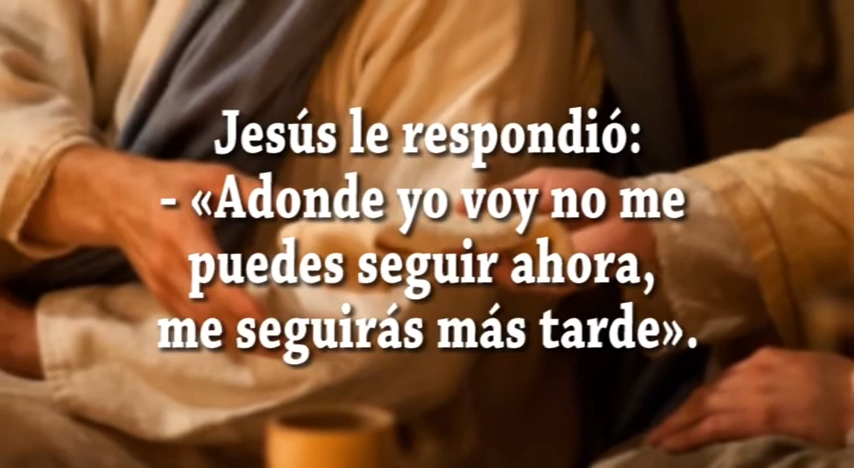 Jesús le respondió:
- «Adonde yo voy no me
puedes seguir ahora,
me seguirás más tarde».